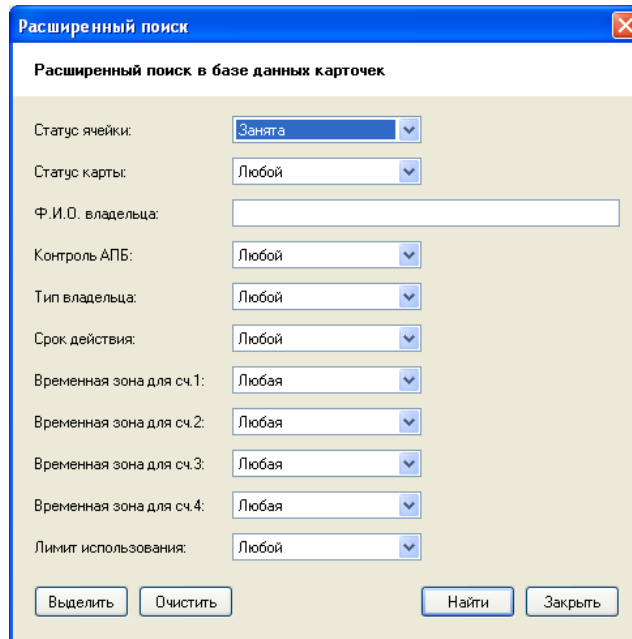 Расширенный поиск
Расширенный поиск в базе данных карточек
Статус ячейки: Занята
Статус карты: Любой
Ф.И.О. владельца:
Контроль АПБ: Любой
Тип владельца: Любой
Срок действия: Любой
Временная зона для сч.1: Любая
Временная зона для сч.2: Любая
Временная зона для сч.3: Любая
Временная зона для сч.4: Любая
Лимит использования: Любой
Выделить Очистить Найти Закрыть